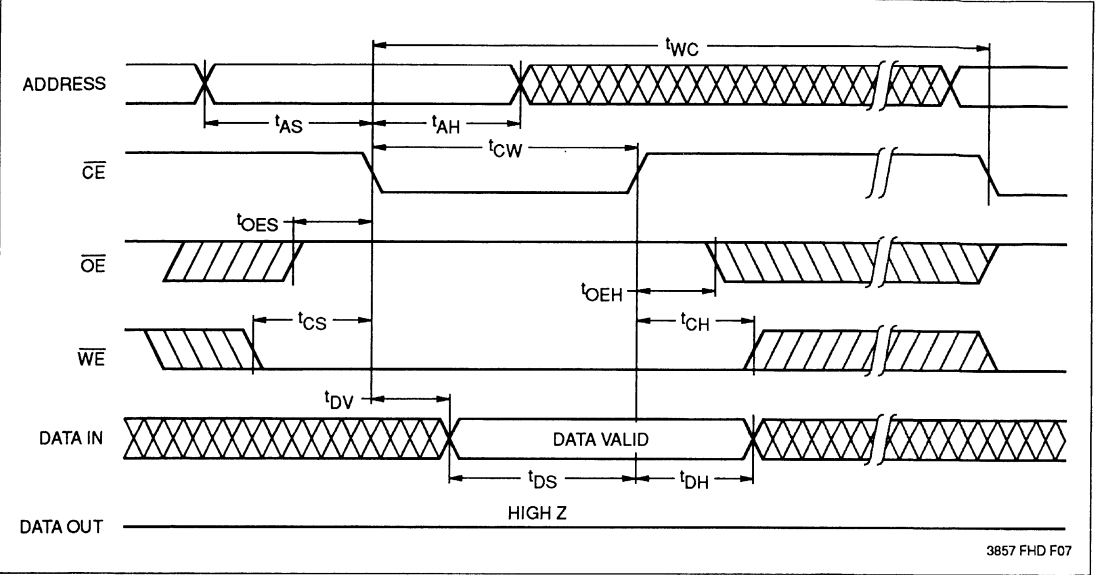 tWC
ADDRESS
tAS
tAH
tCW
CE
tOES
OE
tOEH
tCS
tCH
WE
tDV
DATA IN
DATA VALID
tDS
tDH
HIGH Z
DATA OUT
3857 FHD F07